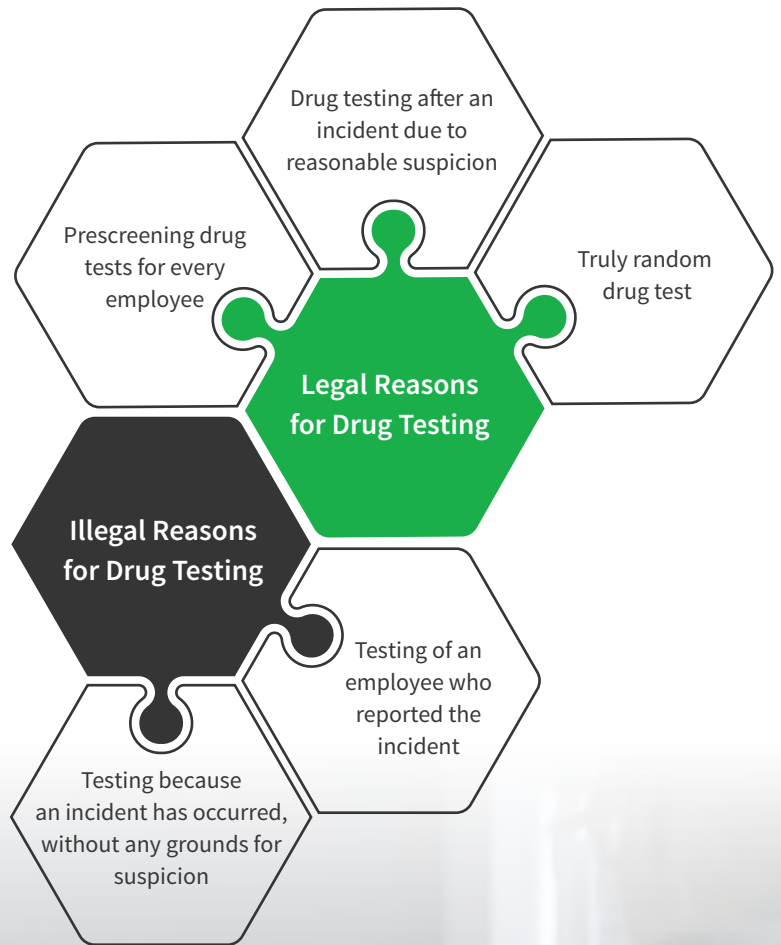 Drug testing after an
incident due to
reasonable suspicion
Prescreening drug
tests for every
employee
Truly random
drug test
Legal Reasons
for Drug Testing
Illegal Reasons
for Drug Testing
Testing of an
employee who
reported the
incident
Testing because
an incident has occurred,
without any grounds for
suspicion